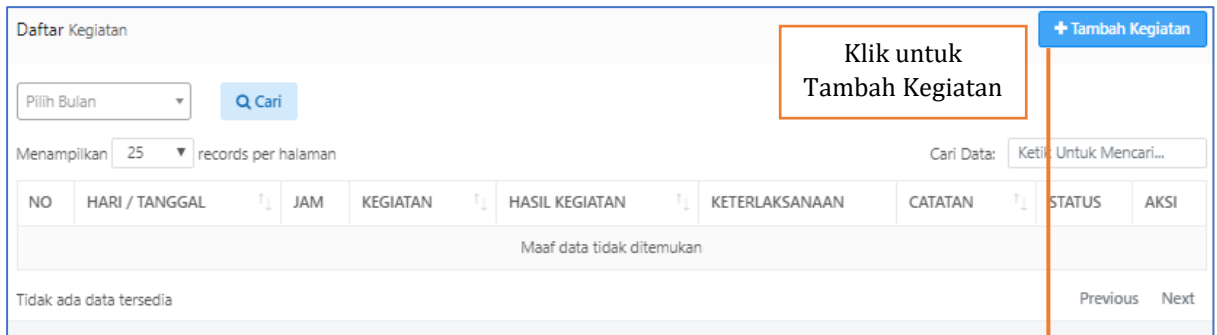 Daftar Kegiatan
+ Tambah Kegiatan
Klik untuk
Tambah Kegiatan
Pilih Bulan
Cari
Menampilkan 25 records per halaman
Cari Data: Ketik Untuk Mencari...
NO HARI / TANGGAL JAM KEGIATAN HASIL KEGIATAN KETERLAKSANAAN CATATAN STATUS AKSI
Maaf data tidak ditemukan
Tidak ada data tersedia
Previous Next